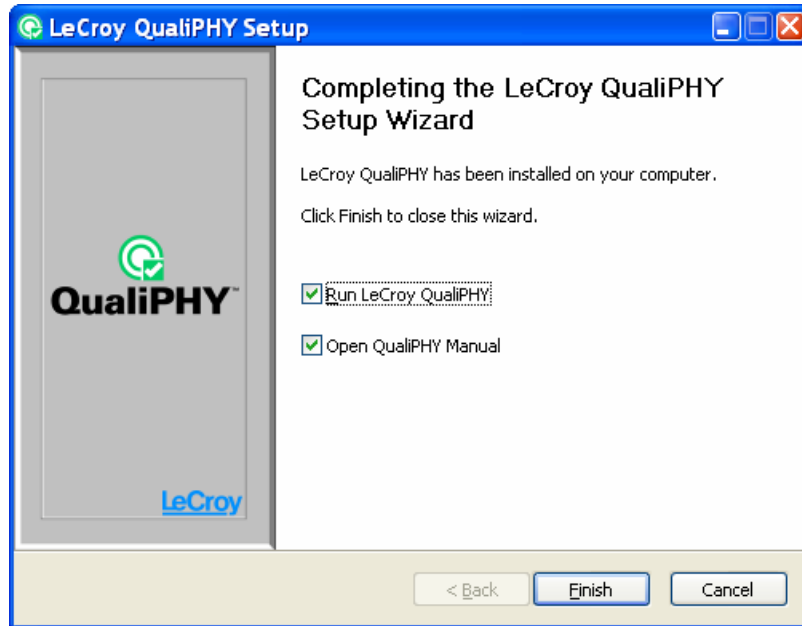 LeCroy QualiPHY Setup
Completing the LeCroy QualiPHY
Setup Wizard
LeCroy QualiPHY has been installed on your computer.
Click Finish to close this wizard.
QualiPHY™
Run LeCroy QualiPHY
Open QualiPHY Manual
LeCroy
< Back
Finish
Cancel